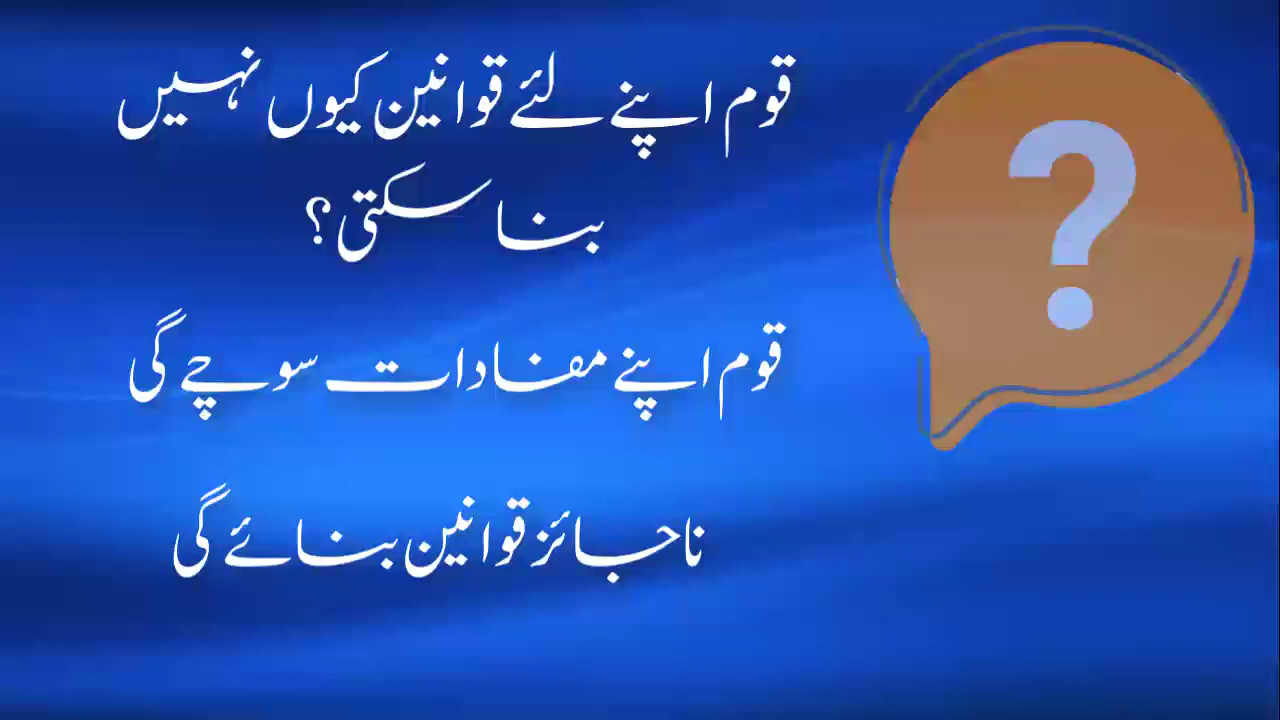 قوم اپنے لئے قوانین کیوں نہیں
بنا سکتی؟
قوم اپنے مفادات سوچے گی
ناجائز قوانین بنائے گی
?